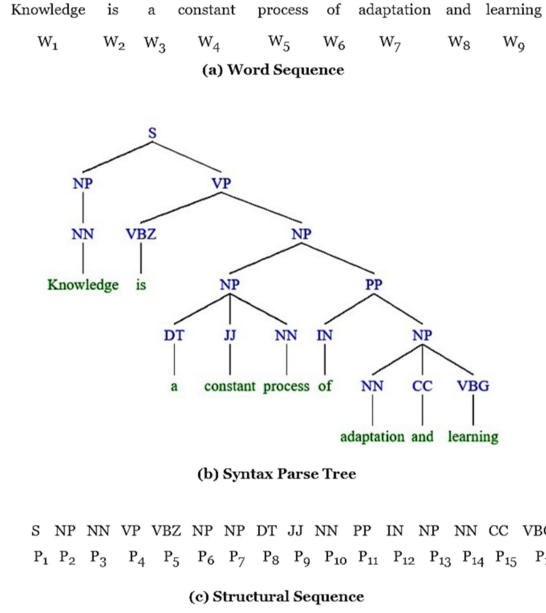 Knowledge is a constant process of adaptation and learning
W1 W2 W3 W4 W5 W6 W7 W8 W9
(a) Word Sequence
S
NP VP
NN VBZ NP
Knowledge is NP PP
DT JJ NN IN NP
a constant process of NN CC VBG
adaptation and learning
(b) Syntax Parse Tree
S NP NN VP VBZ NP NP DT JJ NN PP IN NP NN CC VBG
P1 P2 P3 P4 P5 P6 P7 P8 P9 P10 P11 P12 P13 P14 P15 P
(c) Structural Sequence